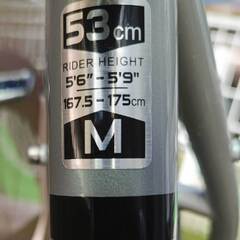 53cm
RIDER HEIGHT
5'6" - 5'9"
167.5 - 175cm
M